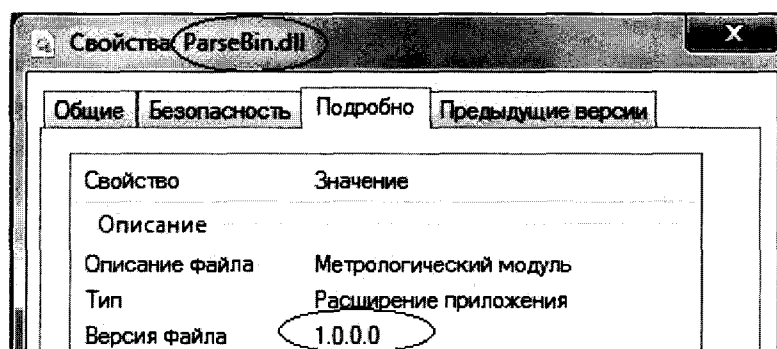 Свойства: ParseBin.dll
X
Общие Безопасность Подробно Предыдущие версии
Свойство Значение
Описание
Описание файла Метрологический модуль
Тип Расширение приложения
Версия файла 1.0.0.0